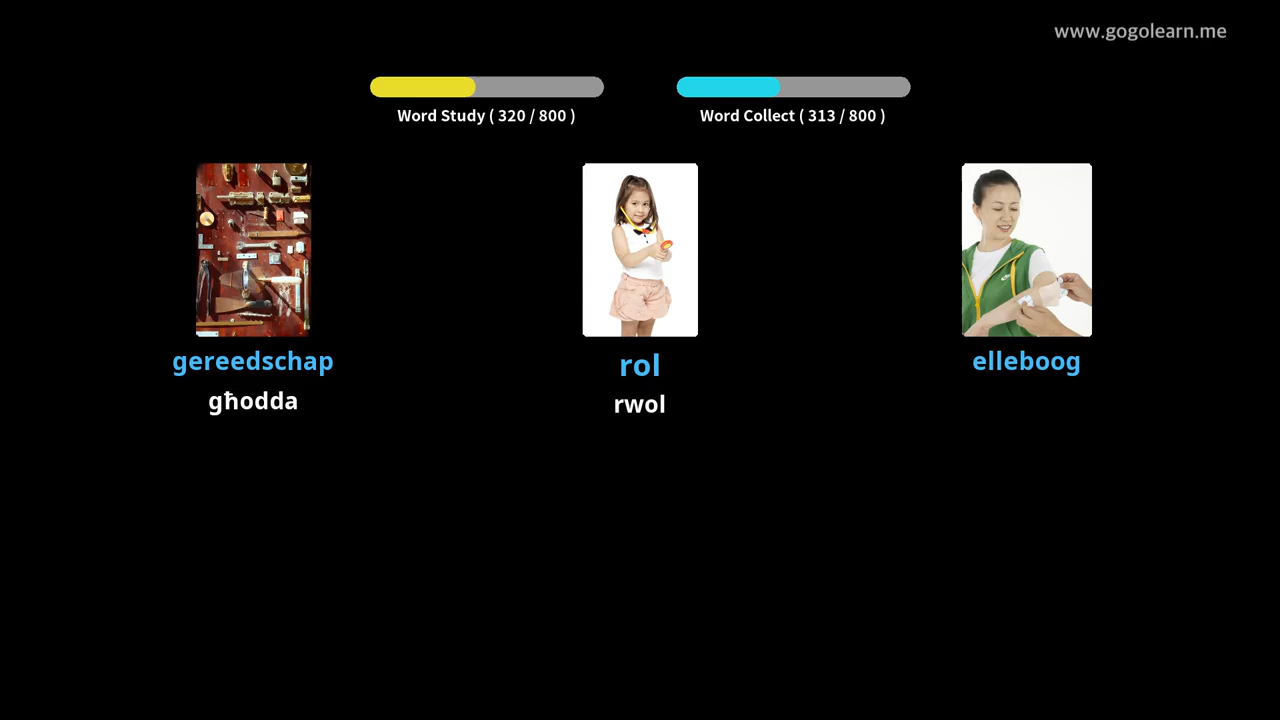 www.gogolearn.me
Word Study ( 320 / 800 )
Word Collect ( 313 / 800 )
gereedschap
għodda
rol
rwol
elleboog